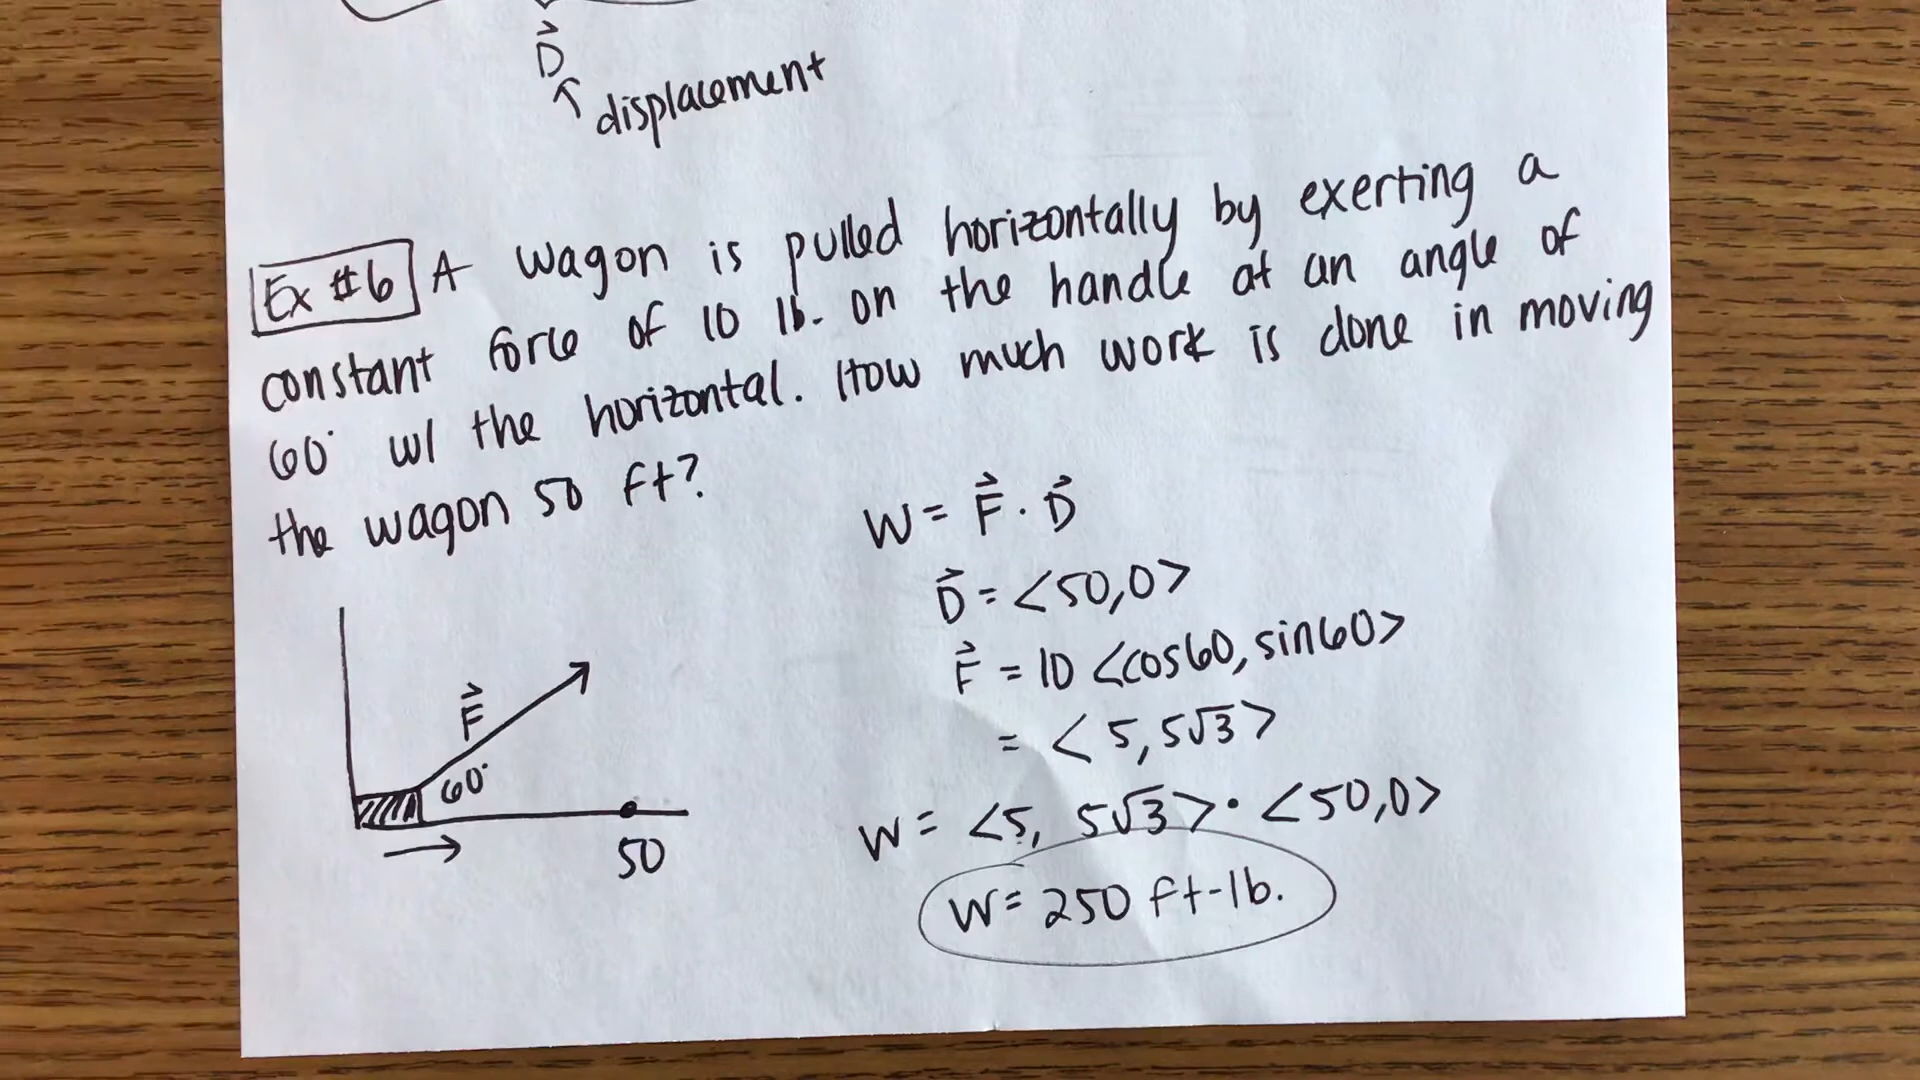 D⃗
↑ displacement
Ex #6 A wagon is pulled horizontally by exerting a
constant force of 10 lb. on the handle at an angle of
60° w/ the horizontal. How much work is done in moving
the wagon 50 ft?
W = F⃗ · D⃗
D⃗ = <50,0>
F⃗ = 10 <cos60, sin60>
= <5, 5√3>
W = <5, 5√3> · <50,0>
W = 250 ft-lb.
F⃗
60°
50